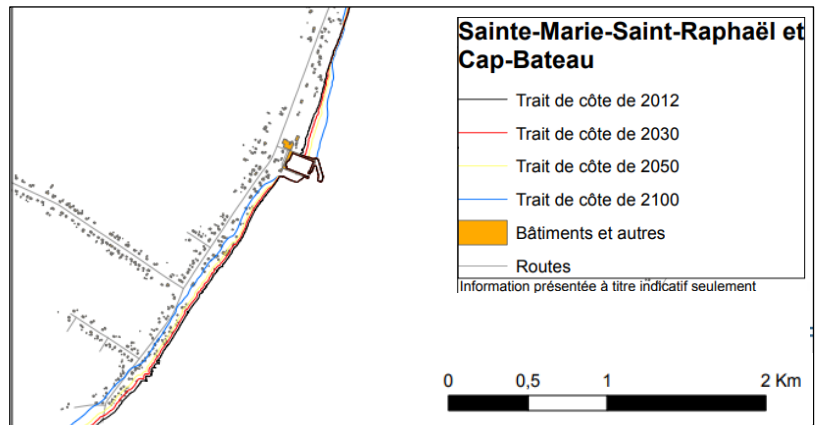 Sainte-Marie-Saint-Raphaël et
Cap-Bateau
Trait de côte de 2012
Trait de côte de 2030
Trait de côte de 2050
Trait de côte de 2100
Bâtiments et autres
Routes
Information présentée à titre indicatif seulement
0 0,5 1 2 Km